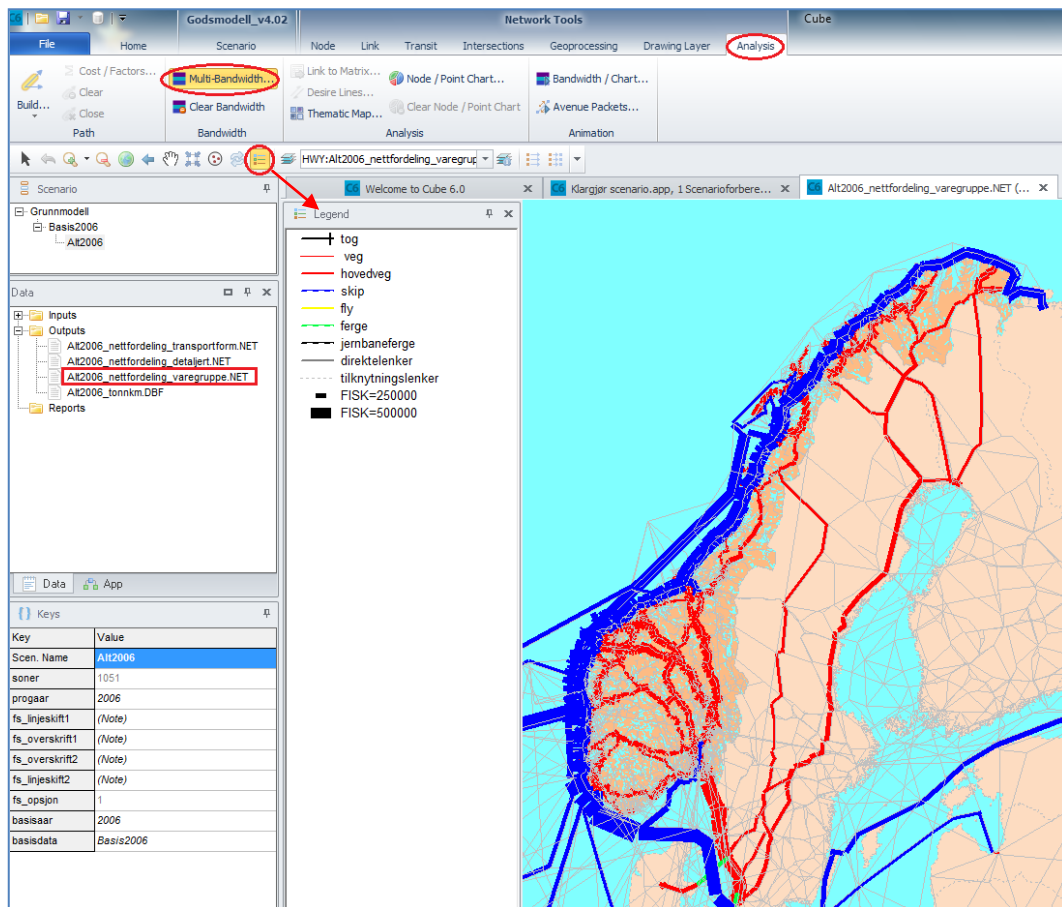 C6
Godsmodell_v4.02
Network Tools
Cube
File
Home
Scenario
Node
Link
Transit
Intersections
Geoprocessing
Drawing Layer
Analysis
Build...
Cost / Factors...
Clear
Close
Path
Multi-Bandwidth...
Clear Bandwidth
Bandwidth
Link to Matrix...
Desire Lines...
Thematic Map...
Node / Point Chart...
Clear Node / Point Chart
Analysis
Bandwidth / Chart...
Avenue Packets...
Animation
HWY:Alt2006_nettfordeling_varegrup
Scenario
Grunnmodell
Basis2006
Alt2006
C6 Welcome to Cube 6.0
C6 Klargjør scenario.app, 1 Scenarioforbere...
C6 Alt2006_nettfordeling_varegruppe.NET (...
Data
Inputs
Outputs
Alt2006_nettfordeling_transportform.NET
Alt2006_nettfordeling_detaljert.NET
Alt2006_nettfordeling_varegruppe.NET
Alt2006_tonnkm.DBF
Reports
Data
App
Legend
tog
veg
hovedveg
skip
fly
ferge
jernbaneferge
direktelenker
tilknytningslenker
FISK=250000
FISK=500000
{} Keys
Key Value
Scen. Name Alt2006
soner 1051
progaar 2006
fs_linjeskift1 (Note)
fs_overskrift1 (Note)
fs_overskrift2 (Note)
fs_linjeskift2 (Note)
fs_opsjon 1
basisaar 2006
basisdata Basis2006